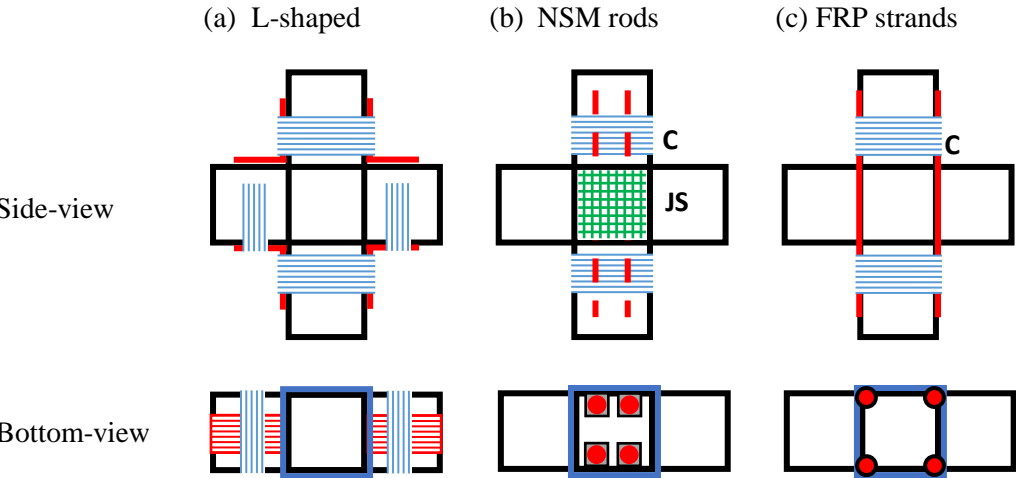 (a) L-shaped (b) NSM rods (c) FRP strands
C
C
Side-view
JS
Bottom-view